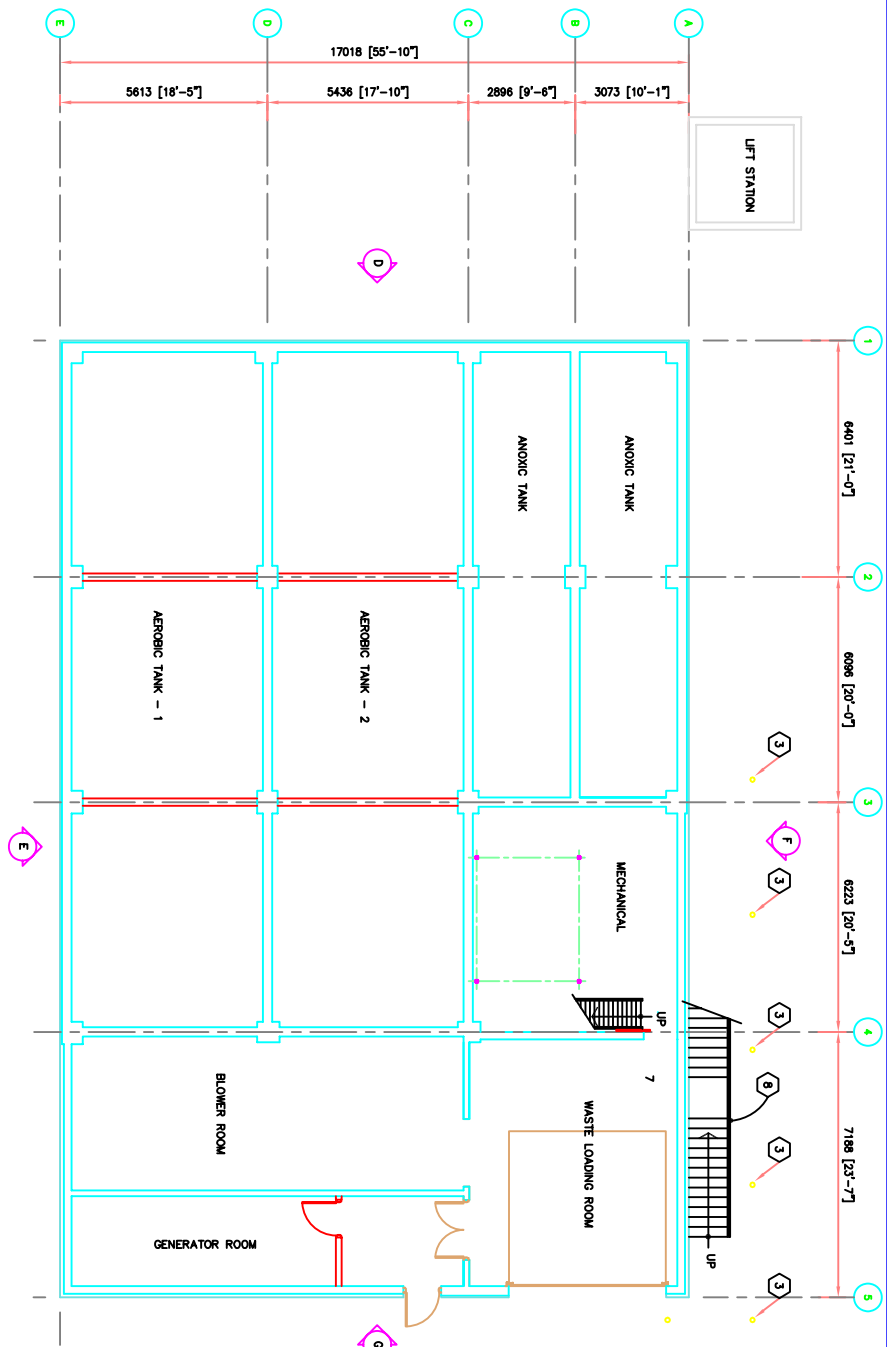 E
D
C
B
A
17018 [55'-10"]
5613 [18'-5"]
5436 [17'-10"]
2896 [9'-6"]
3073 [10'-1"]
LIFT STATION
D
1
6401 [21'-0"]
ANOXIC TANK
ANOXIC TANK
2
6096 [20'-0"]
AEROBIC TANK - 1
AEROBIC TANK - 2
3
3
E
F
MECHANICAL
3
6223 [20'-5"]
UP
3
4
7
8
BLOWER ROOM
WASTE LOADING ROOM
3
7188 [23'-7"]
GENERATOR ROOM
UP
3
5
G